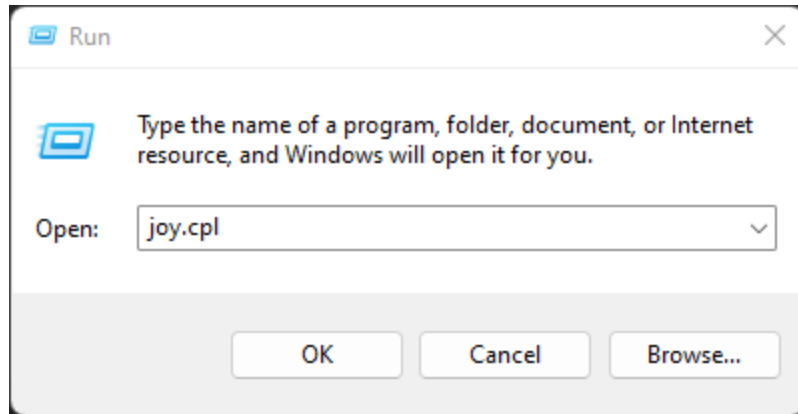 Run
Type the name of a program, folder, document, or Internet
resource, and Windows will open it for you.
Open: joy.cpl
OK Cancel Browse...